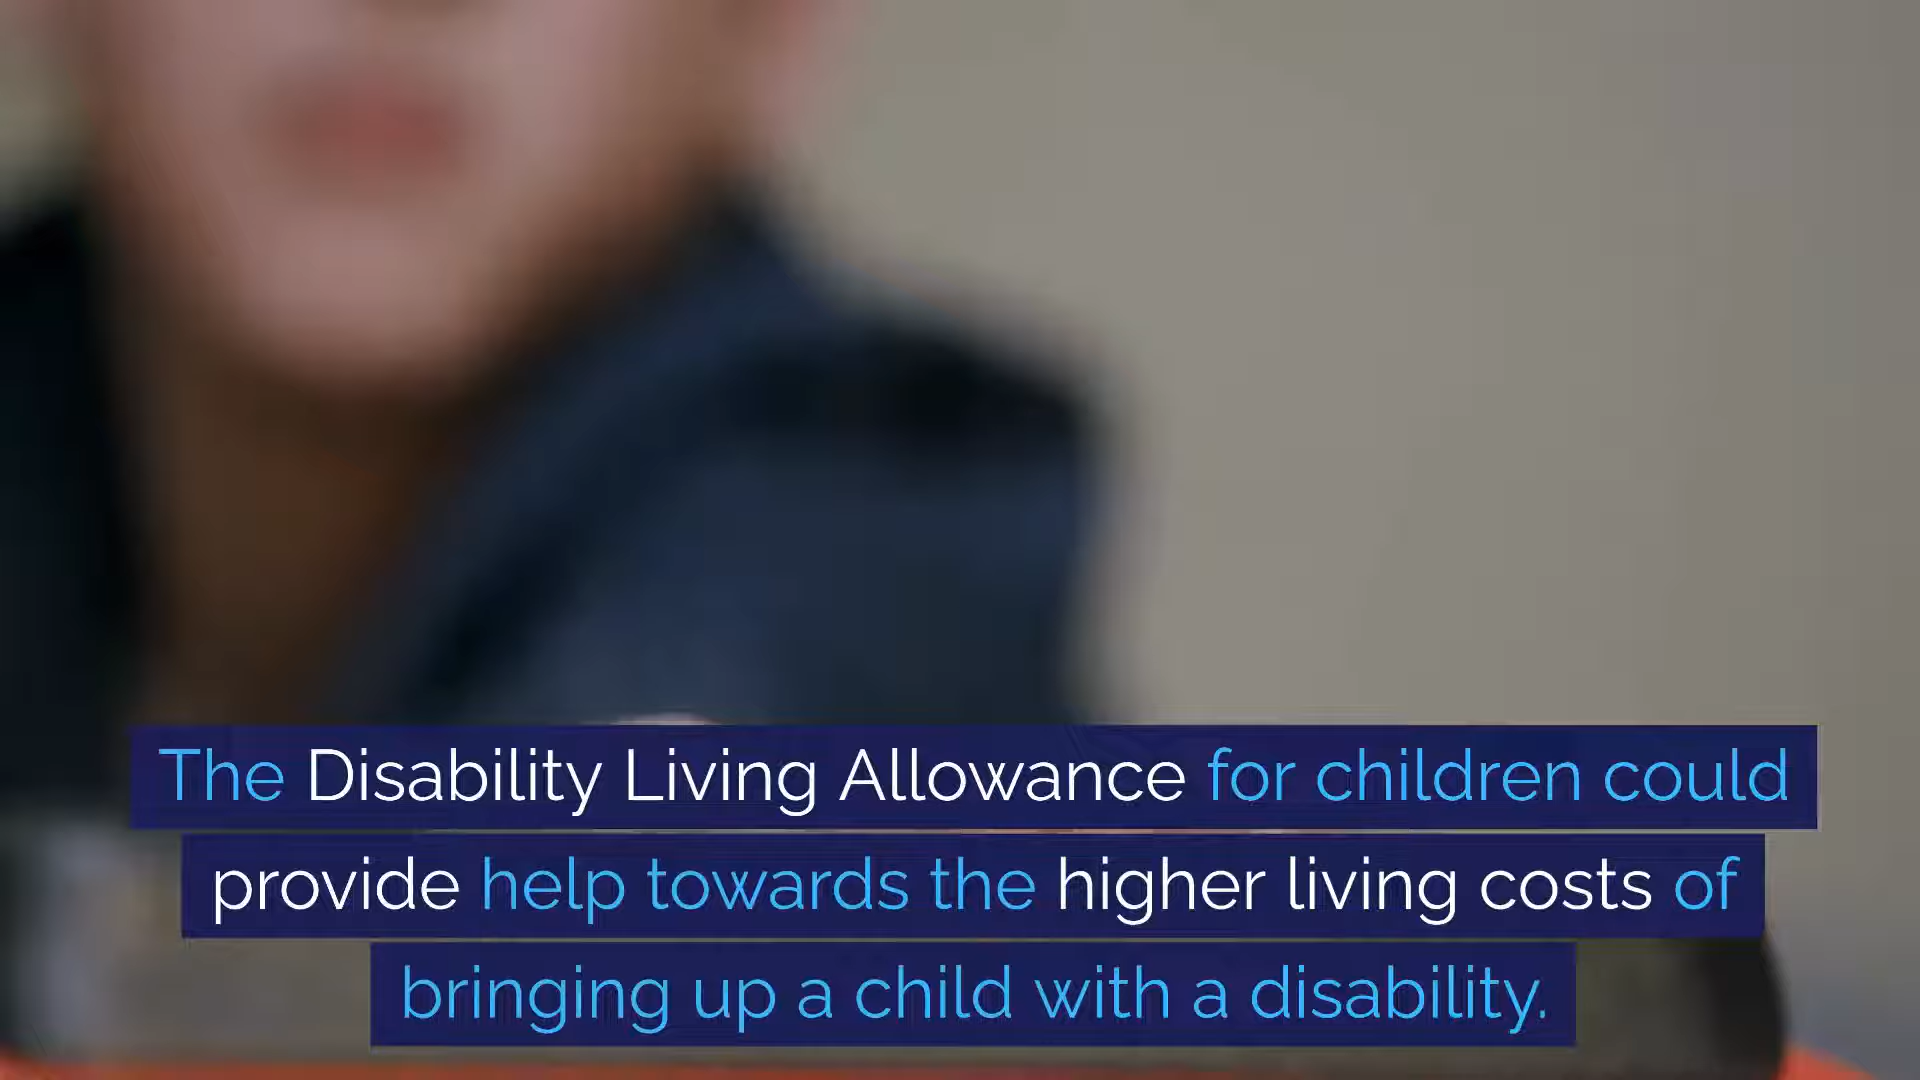 The Disability Living Allowance for children could
provide help towards the higher living costs of
bringing up a child with a disability.